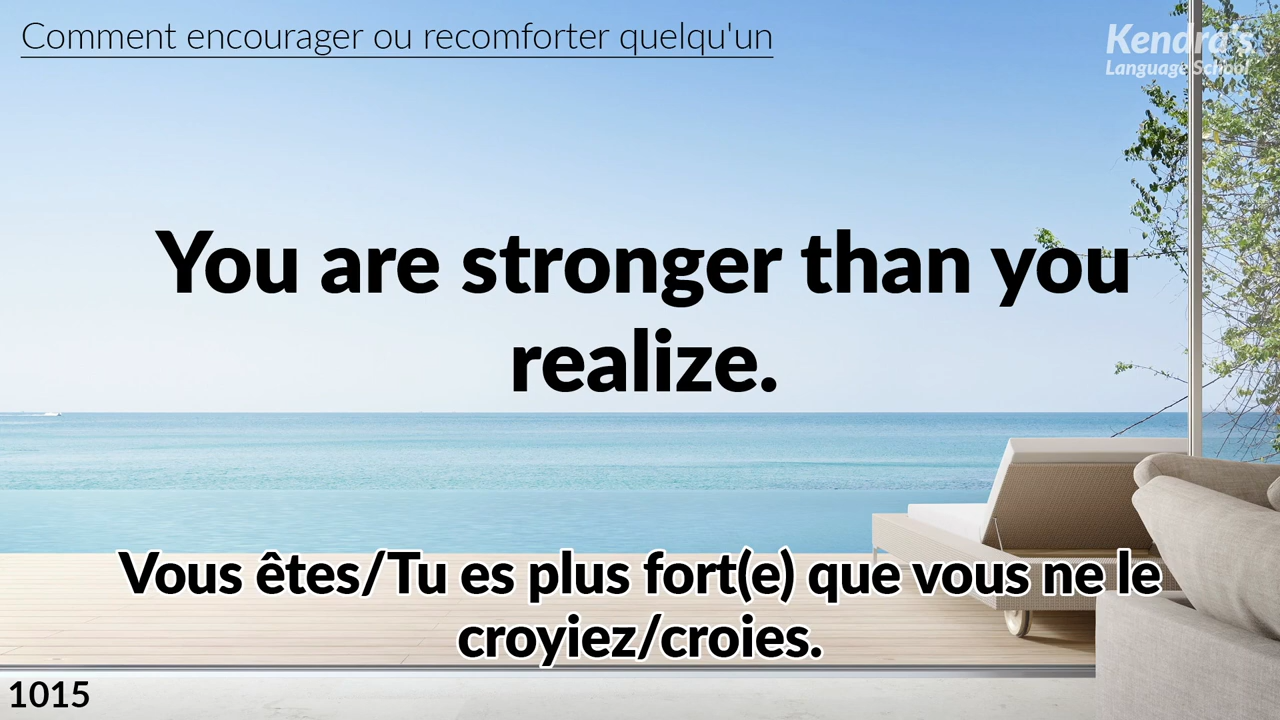 Comment encourager ou recomforter quelqu'un
Kendra's
Language School
You are stronger than you
realize.
Vous êtes/Tu es plus fort(e) que vous ne le
croyiez/croies.
1015